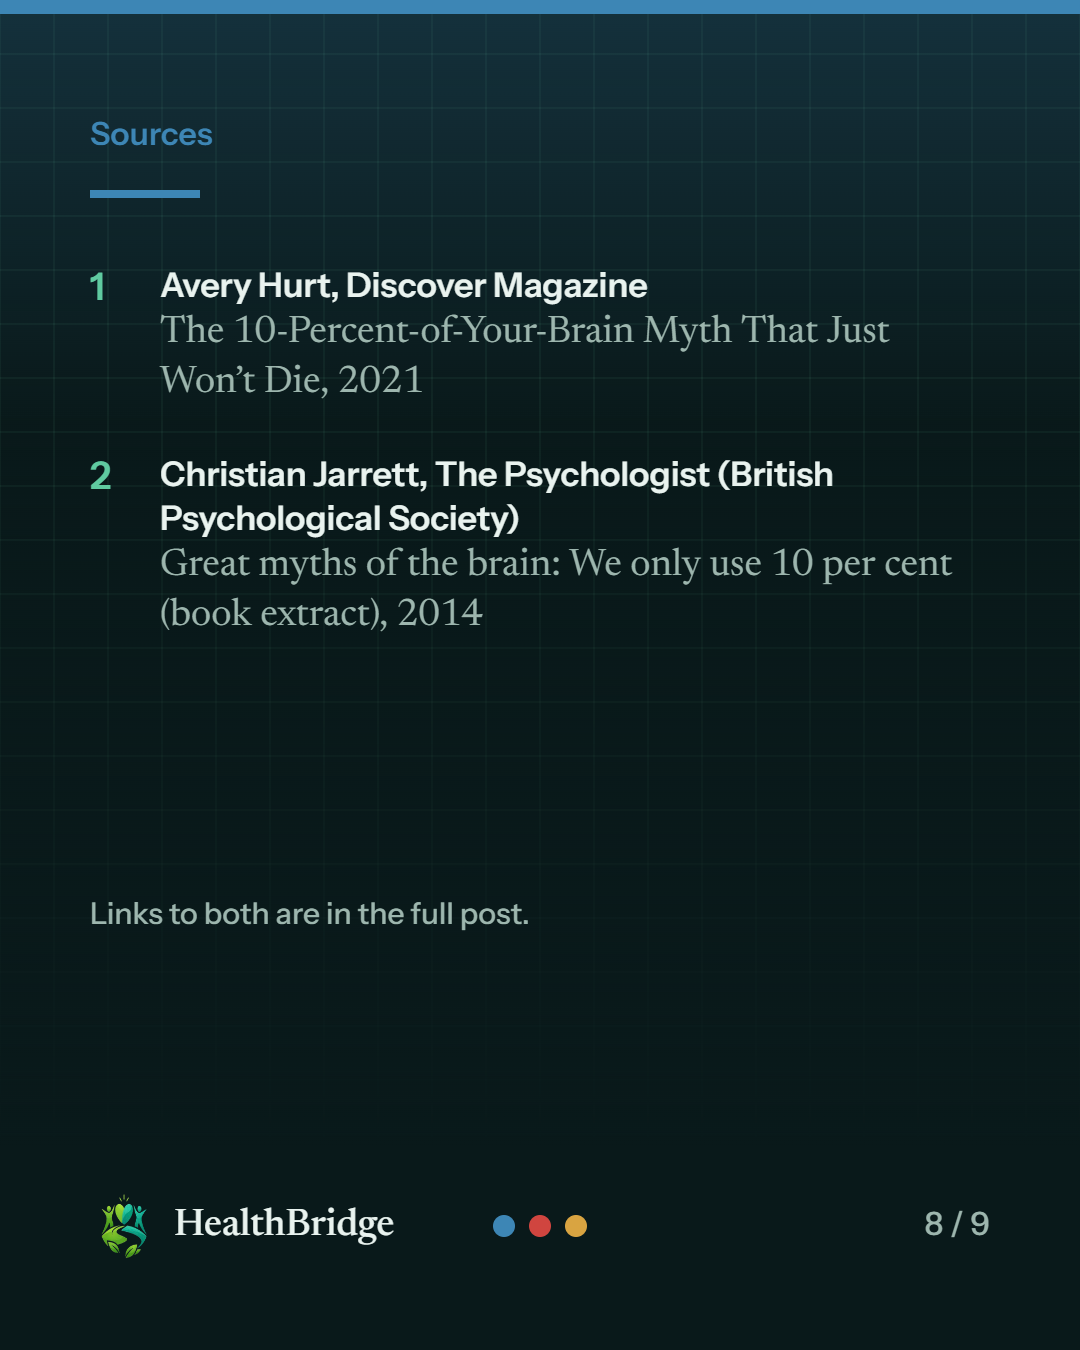 Sources
1 Avery Hurt, Discover Magazine
The 10-Percent-of-Your-Brain Myth That Just
Won’t Die, 2021
2 Christian Jarrett, The Psychologist (British
Psychological Society)
Great myths of the brain: We only use 10 per cent
(book extract), 2014
Links to both are in the full post.
HealthBridge
8 / 9